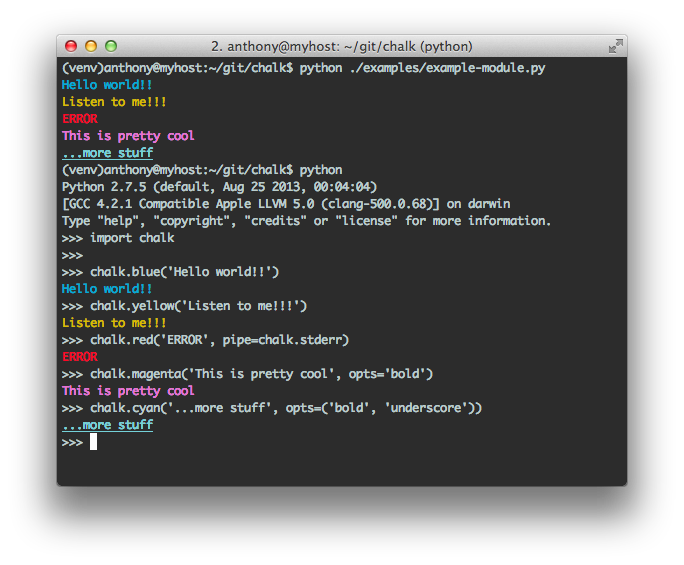 2. anthony@myhost: ~/git/chalk (python)
(venv)anthony@myhost:~/git/chalk$ python ./examples/example-module.py
Hello world!!
Listen to me!!!
ERROR
This is pretty cool
...more stuff
(venv)anthony@myhost:~/git/chalk$ python
Python 2.7.5 (default, Aug 25 2013, 00:04:04)
[GCC 4.2.1 Compatible Apple LLVM 5.0 (clang-500.0.68)] on darwin
Type "help", "copyright", "credits" or "license" for more information.
>>> import chalk
>>>
>>> chalk.blue('Hello world!!')
Hello world!!
>>> chalk.yellow('Listen to me!!!')
Listen to me!!!
>>> chalk.red('ERROR', pipe=chalk.stderr)
ERROR
>>> chalk.magenta('This is pretty cool', opts='bold')
This is pretty cool
>>> chalk.cyan('...more stuff', opts=('bold', 'underscore'))
...more stuff
>>>